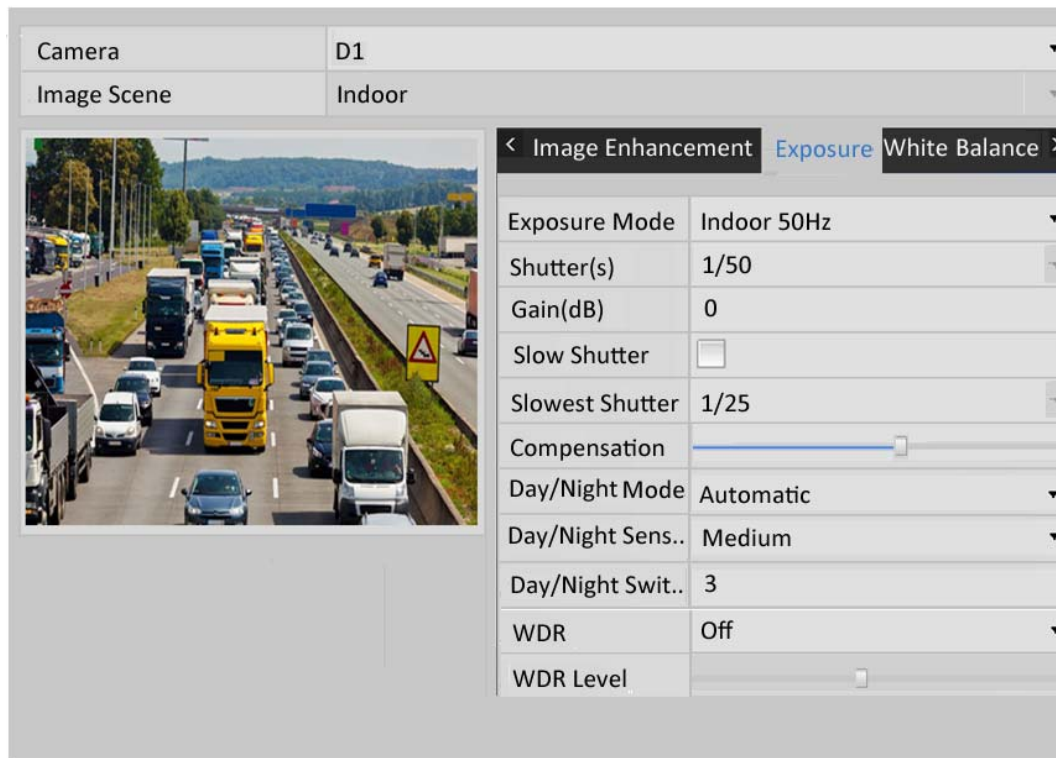 Camera D1
Image Scene Indoor
< Image Enhancement Exposure White Balance >
Exposure Mode Indoor 50Hz
Shutter(s) 1/50
Gain(dB) 0
Slow Shutter
Slowest Shutter 1/25
Compensation
Day/Night Mode Automatic
Day/Night Sens.. Medium
Day/Night Swit.. 3
WDR Off
WDR Level